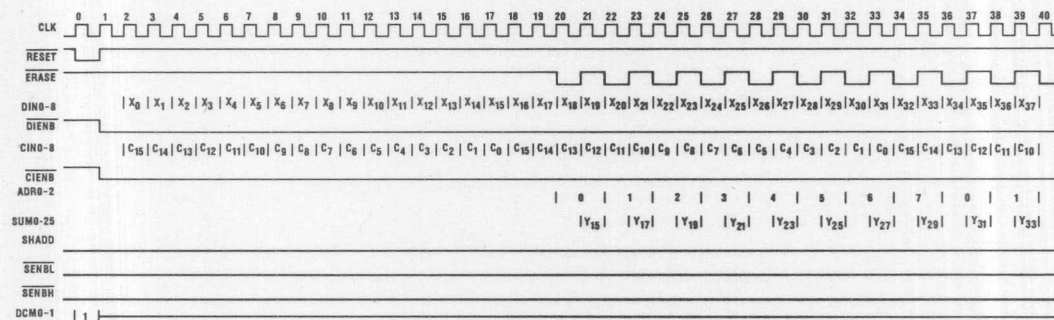 0 1 2 3 4 5 6 7 8 9 10 11 12 13 14 15 16 17 18 19 20 21 22 23 24 25 26 27 28 29 30 31 32 33 34 35 36 37 38 39 40
CLK
RESET
ERASE
DIN0-8 | X0 | X1 | X2 | X3 | X4 | X5 | X6 | X7 | X8 | X9 | X10 | X11 | X12 | X13 | X14 | X15 | X16 | X17 | X18 | X19 | X20 | X21 | X22 | X23 | X24 | X25 | X26 | X27 | X28 | X29 | X30 | X31 | X32 | X33 | X34 | X35 | X36 | X37 |
DIENB
CIN0-8 | C15 | C14 | C13 | C12 | C11 | C10 | C9 | C8 | C7 | C6 | C5 | C4 | C3 | C2 | C1 | C0 | C15 | C14 | C13 | C12 | C11 | C10 | C9 | C8 | C7 | C6 | C5 | C4 | C3 | C2 | C1 | C0 | C15 | C14 | C13 | C12 | C11 | C10 |
CIENB
ADR0-2 | 0 | 1 | 2 | 3 | 4 | 5 | 6 | 7 | 0 | 1 |
SUM0-25 | Y15 | | Y17 | | Y19 | | Y21 | | Y23 | | Y25 | | Y27 | | Y29 | | Y31 | | Y33 |
SHADD
SENBL
SENBH
DCM0-1 | 1 |